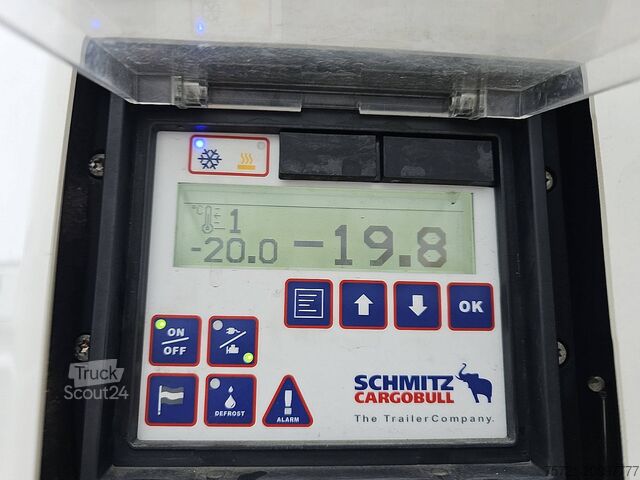 °C 1
-20.0 -19.8
OK
ON
OFF
DEFROST
ALARM
SCHMITZ
CARGOBULL
The TrailerCompany.
Truck
Scout24